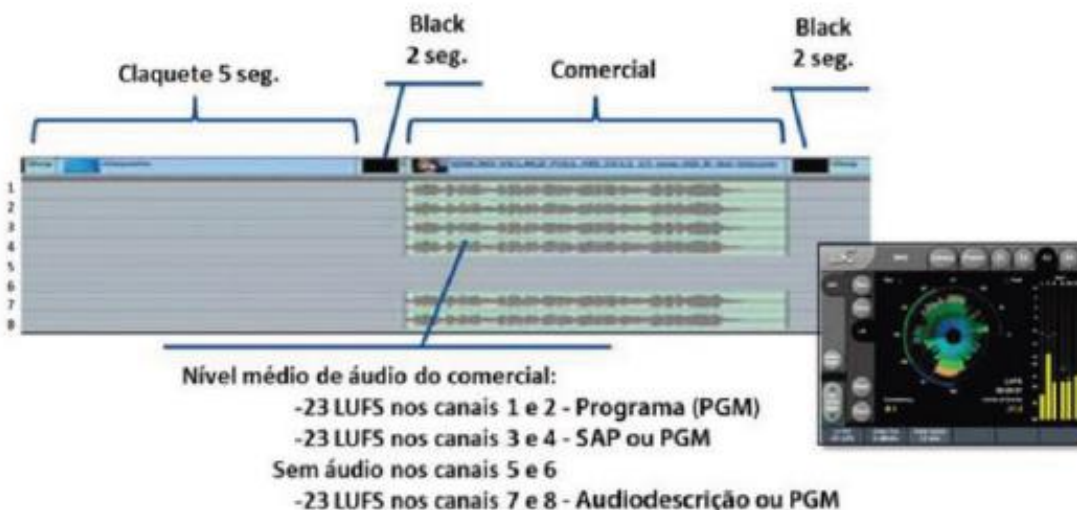 Black
2 seg.
Black
2 seg.
Claquete 5 seg.
Comercial
1
2
3
4
5
6
7
8
Nível médio de áudio do comercial:
-23 LUFS nos canais 1 e 2 - Programa (PGM)
-23 LUFS nos canais 3 e 4 - SAP ou PGM
Sem áudio nos canais 5 e 6
-23 LUFS nos canais 7 e 8 - Audiodescrição ou PGM
LUFS